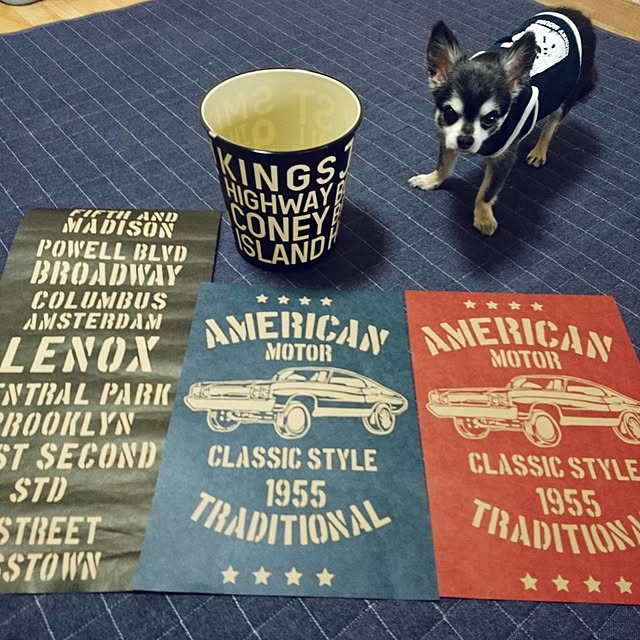 KINGS
HIGHWAY
CONEY
ISLAND
FIFTH AND
MADISON
POWELL BLVD
BROADWAY
COLUMBUS
AMSTERDAM
LENOX
NTRAL PARK
ROOKLYN
ST SECOND
STD
STREET
STOWN
AMERICAN
MOTOR
CLASSIC STYLE
1955
TRADITIONAL
AMERICAN
MOTOR
CLASSIC STYLE
1955
TRADITIONA